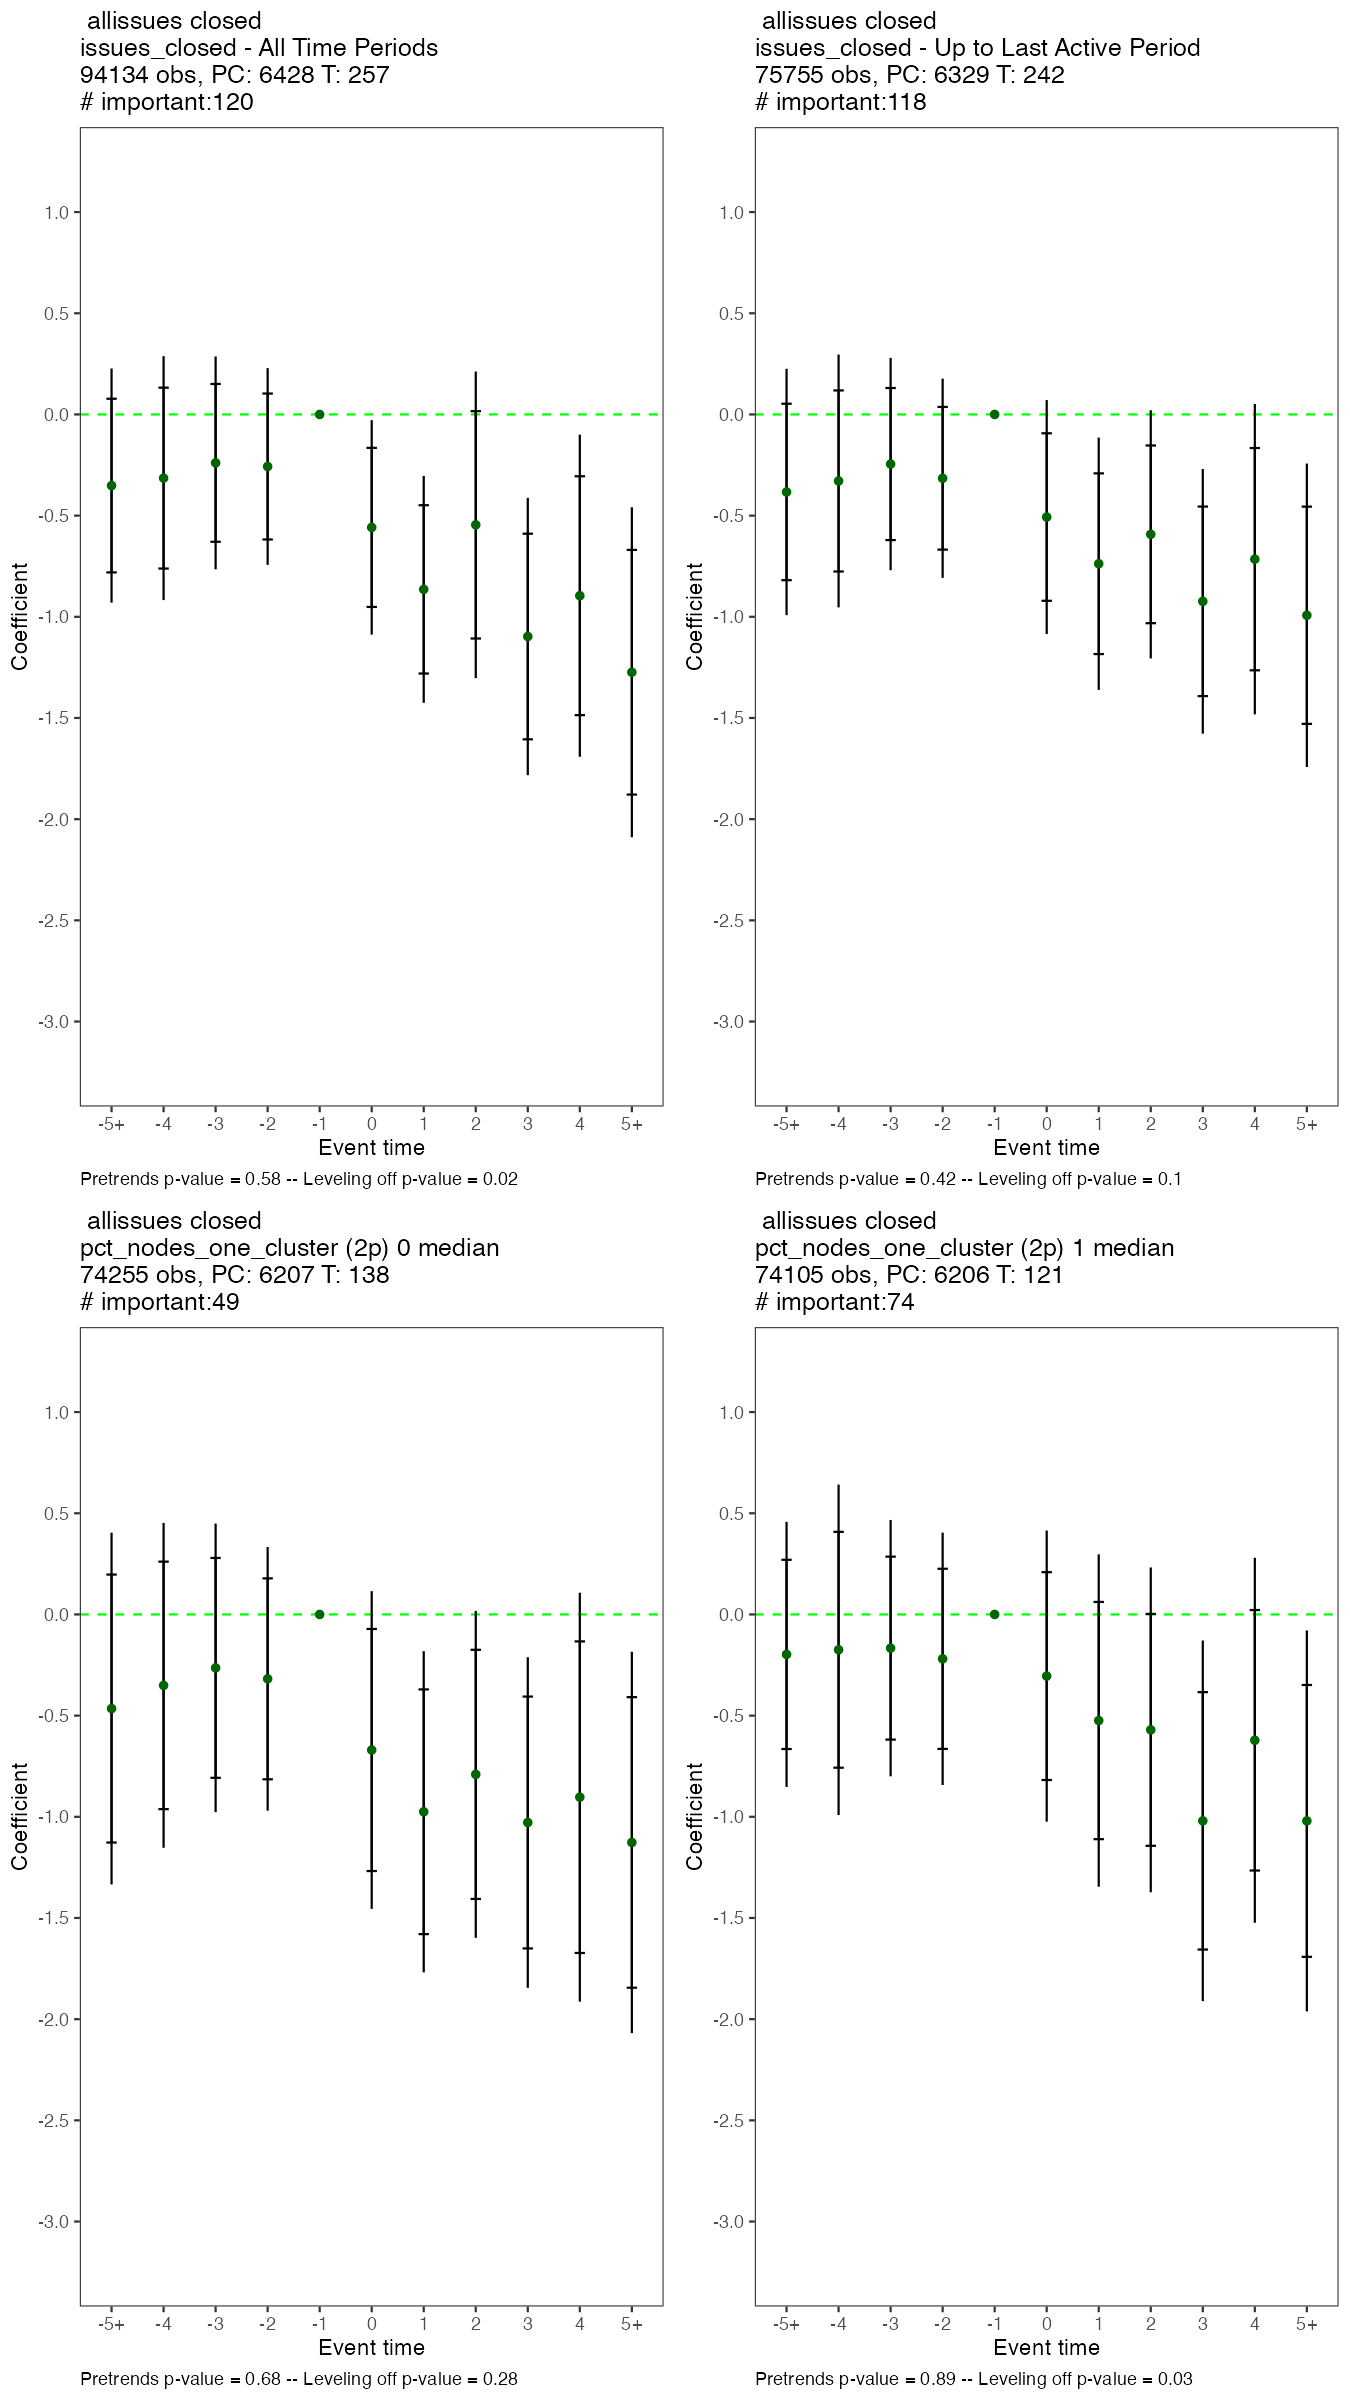 allissues closed
issues_closed - All Time Periods
94134 obs, PC: 6428 T: 257
# important:120
1.0
0.5
0.0
-0.5
-1.0
-1.5
-2.0
-2.5
-3.0
Coefficient
-5+ -4 -3 -2 -1 0 1 2 3 4 5+
Event time
Pretrends p-value = 0.58 -- Leveling off p-value = 0.02
allissues closed
issues_closed - Up to Last Active Period
75755 obs, PC: 6329 T: 242
# important:118
1.0
0.5
0.0
-0.5
-1.0
-1.5
-2.0
-2.5
-3.0
Coefficient
-5+ -4 -3 -2 -1 0 1 2 3 4 5+
Event time
Pretrends p-value = 0.42 -- Leveling off p-value = 0.1
allissues closed
pct_nodes_one_cluster (2p) 0 median
74255 obs, PC: 6207 T: 138
# important:49
1.0
0.5
0.0
-0.5
-1.0
-1.5
-2.0
-2.5
-3.0
Coefficient
-5+ -4 -3 -2 -1 0 1 2 3 4 5+
Event time
Pretrends p-value = 0.68 -- Leveling off p-value = 0.28
allissues closed
pct_nodes_one_cluster (2p) 1 median
74105 obs, PC: 6206 T: 121
# important:74
1.0
0.5
0.0
-0.5
-1.0
-1.5
-2.0
-2.5
-3.0
Coefficient
-5+ -4 -3 -2 -1 0 1 2 3 4 5+
Event time
Pretrends p-value = 0.89 -- Leveling off p-value = 0.03